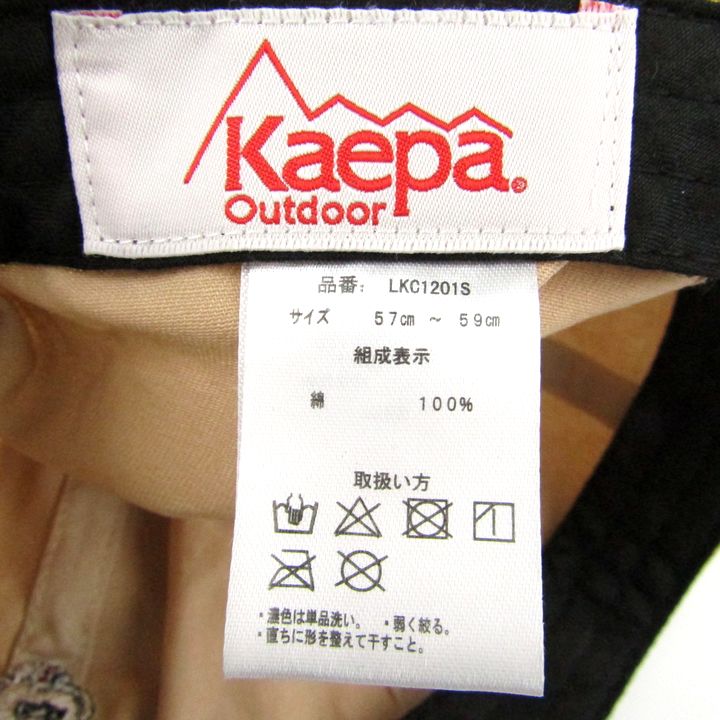 Kaepa®
Outdoor
品番: LKC1201S
サイズ 57㎝ ～ 59㎝
組成表示
綿 100%
取扱い方
・濃色は単品洗い。 ・弱く絞る。
・直ちに形を整えて干すこと。